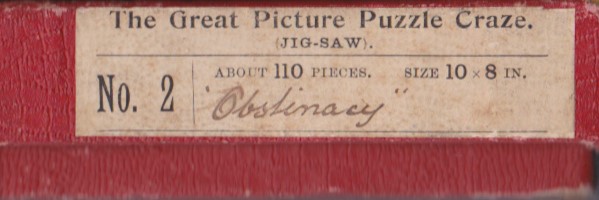 The Great Picture Puzzle Craze.
(JIG-SAW).
No. 2
ABOUT 110 PIECES. SIZE 10 × 8 IN.
"Obstinacy"